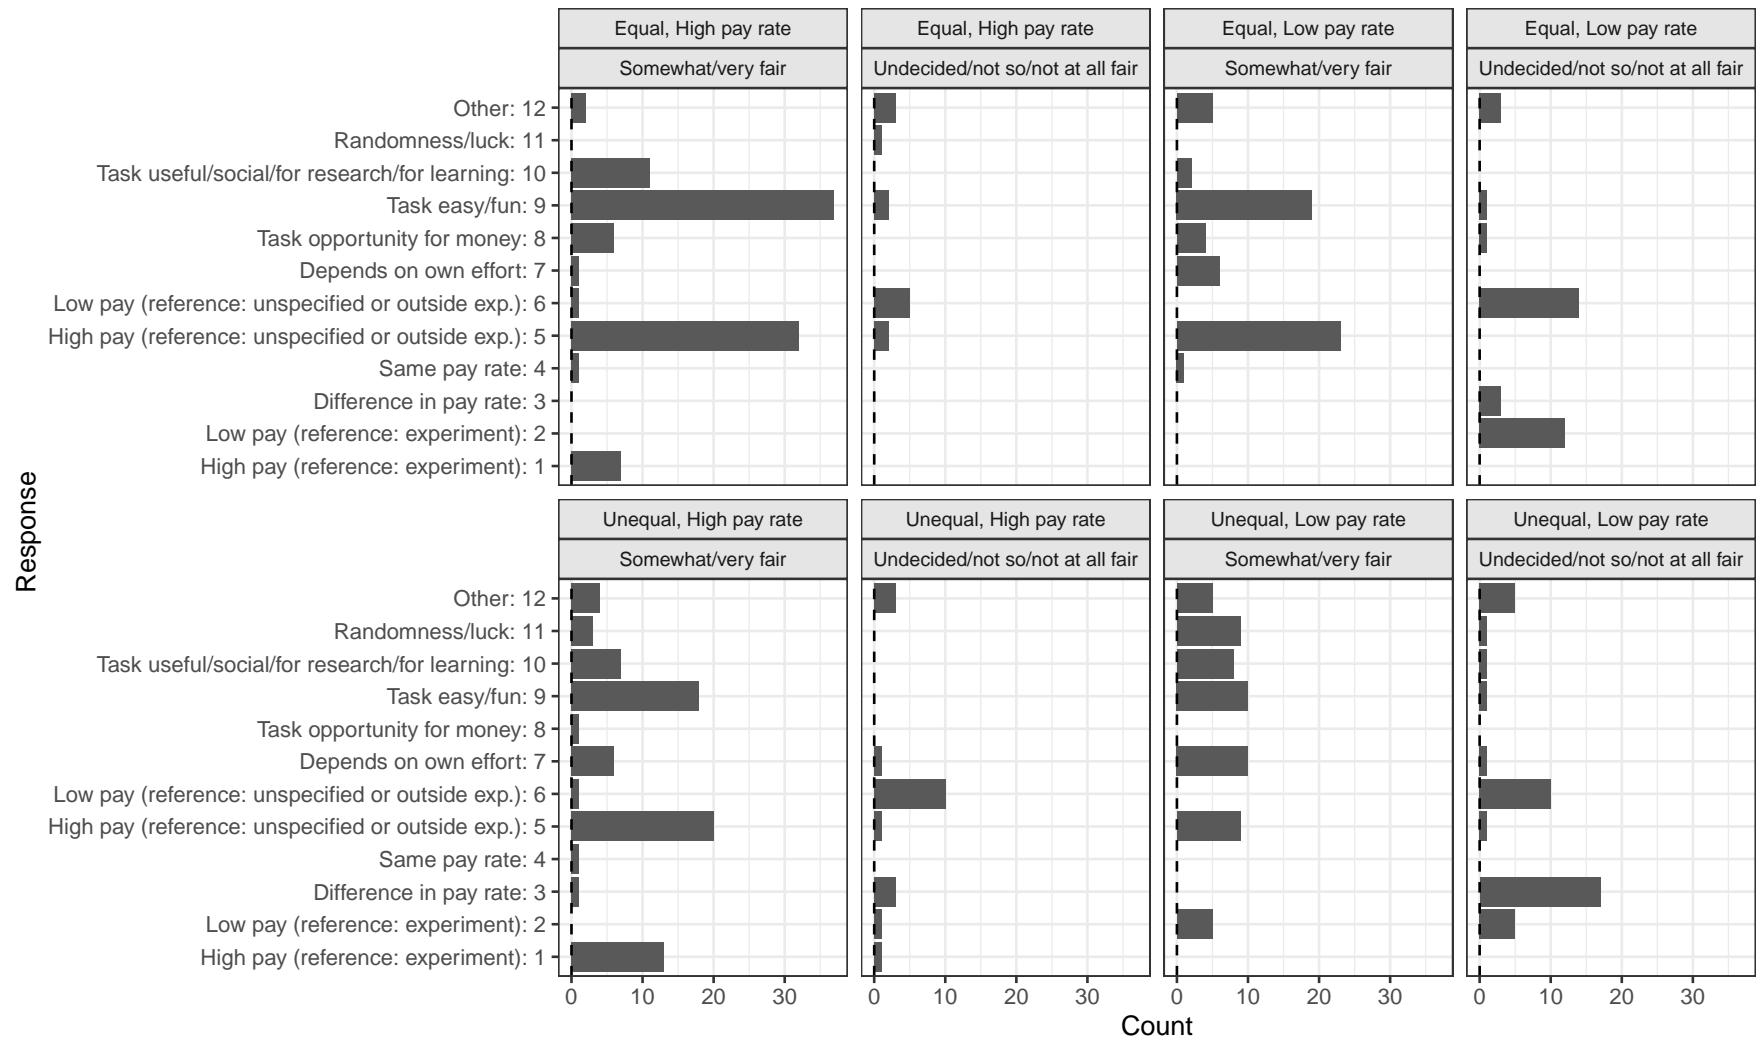 Equal, High pay rate
Equal, High pay rate
Equal, Low pay rate
Equal, Low pay rate
Somewhat/very fair
Undecided/not so/not at all fair
Somewhat/very fair
Undecided/not so/not at all fair
Other: 12
Randomness/luck: 11
Task useful/social/for research/for learning: 10
Task easy/fun: 9
Task opportunity for money: 8
Depends on own effort: 7
Low pay (reference: unspecified or outside exp.): 6
High pay (reference: unspecified or outside exp.): 5
Same pay rate: 4
Difference in pay rate: 3
Low pay (reference: experiment): 2
High pay (reference: experiment): 1
Response
Unequal, High pay rate
Unequal, High pay rate
Unequal, Low pay rate
Unequal, Low pay rate
Somewhat/very fair
Undecided/not so/not at all fair
Somewhat/very fair
Undecided/not so/not at all fair
Other: 12
Randomness/luck: 11
Task useful/social/for research/for learning: 10
Task easy/fun: 9
Task opportunity for money: 8
Depends on own effort: 7
Low pay (reference: unspecified or outside exp.): 6
High pay (reference: unspecified or outside exp.): 5
Same pay rate: 4
Difference in pay rate: 3
Low pay (reference: experiment): 2
High pay (reference: experiment): 1
0 10 20 30
0 10 20 30
0 10 20 30
0 10 20 30
Count